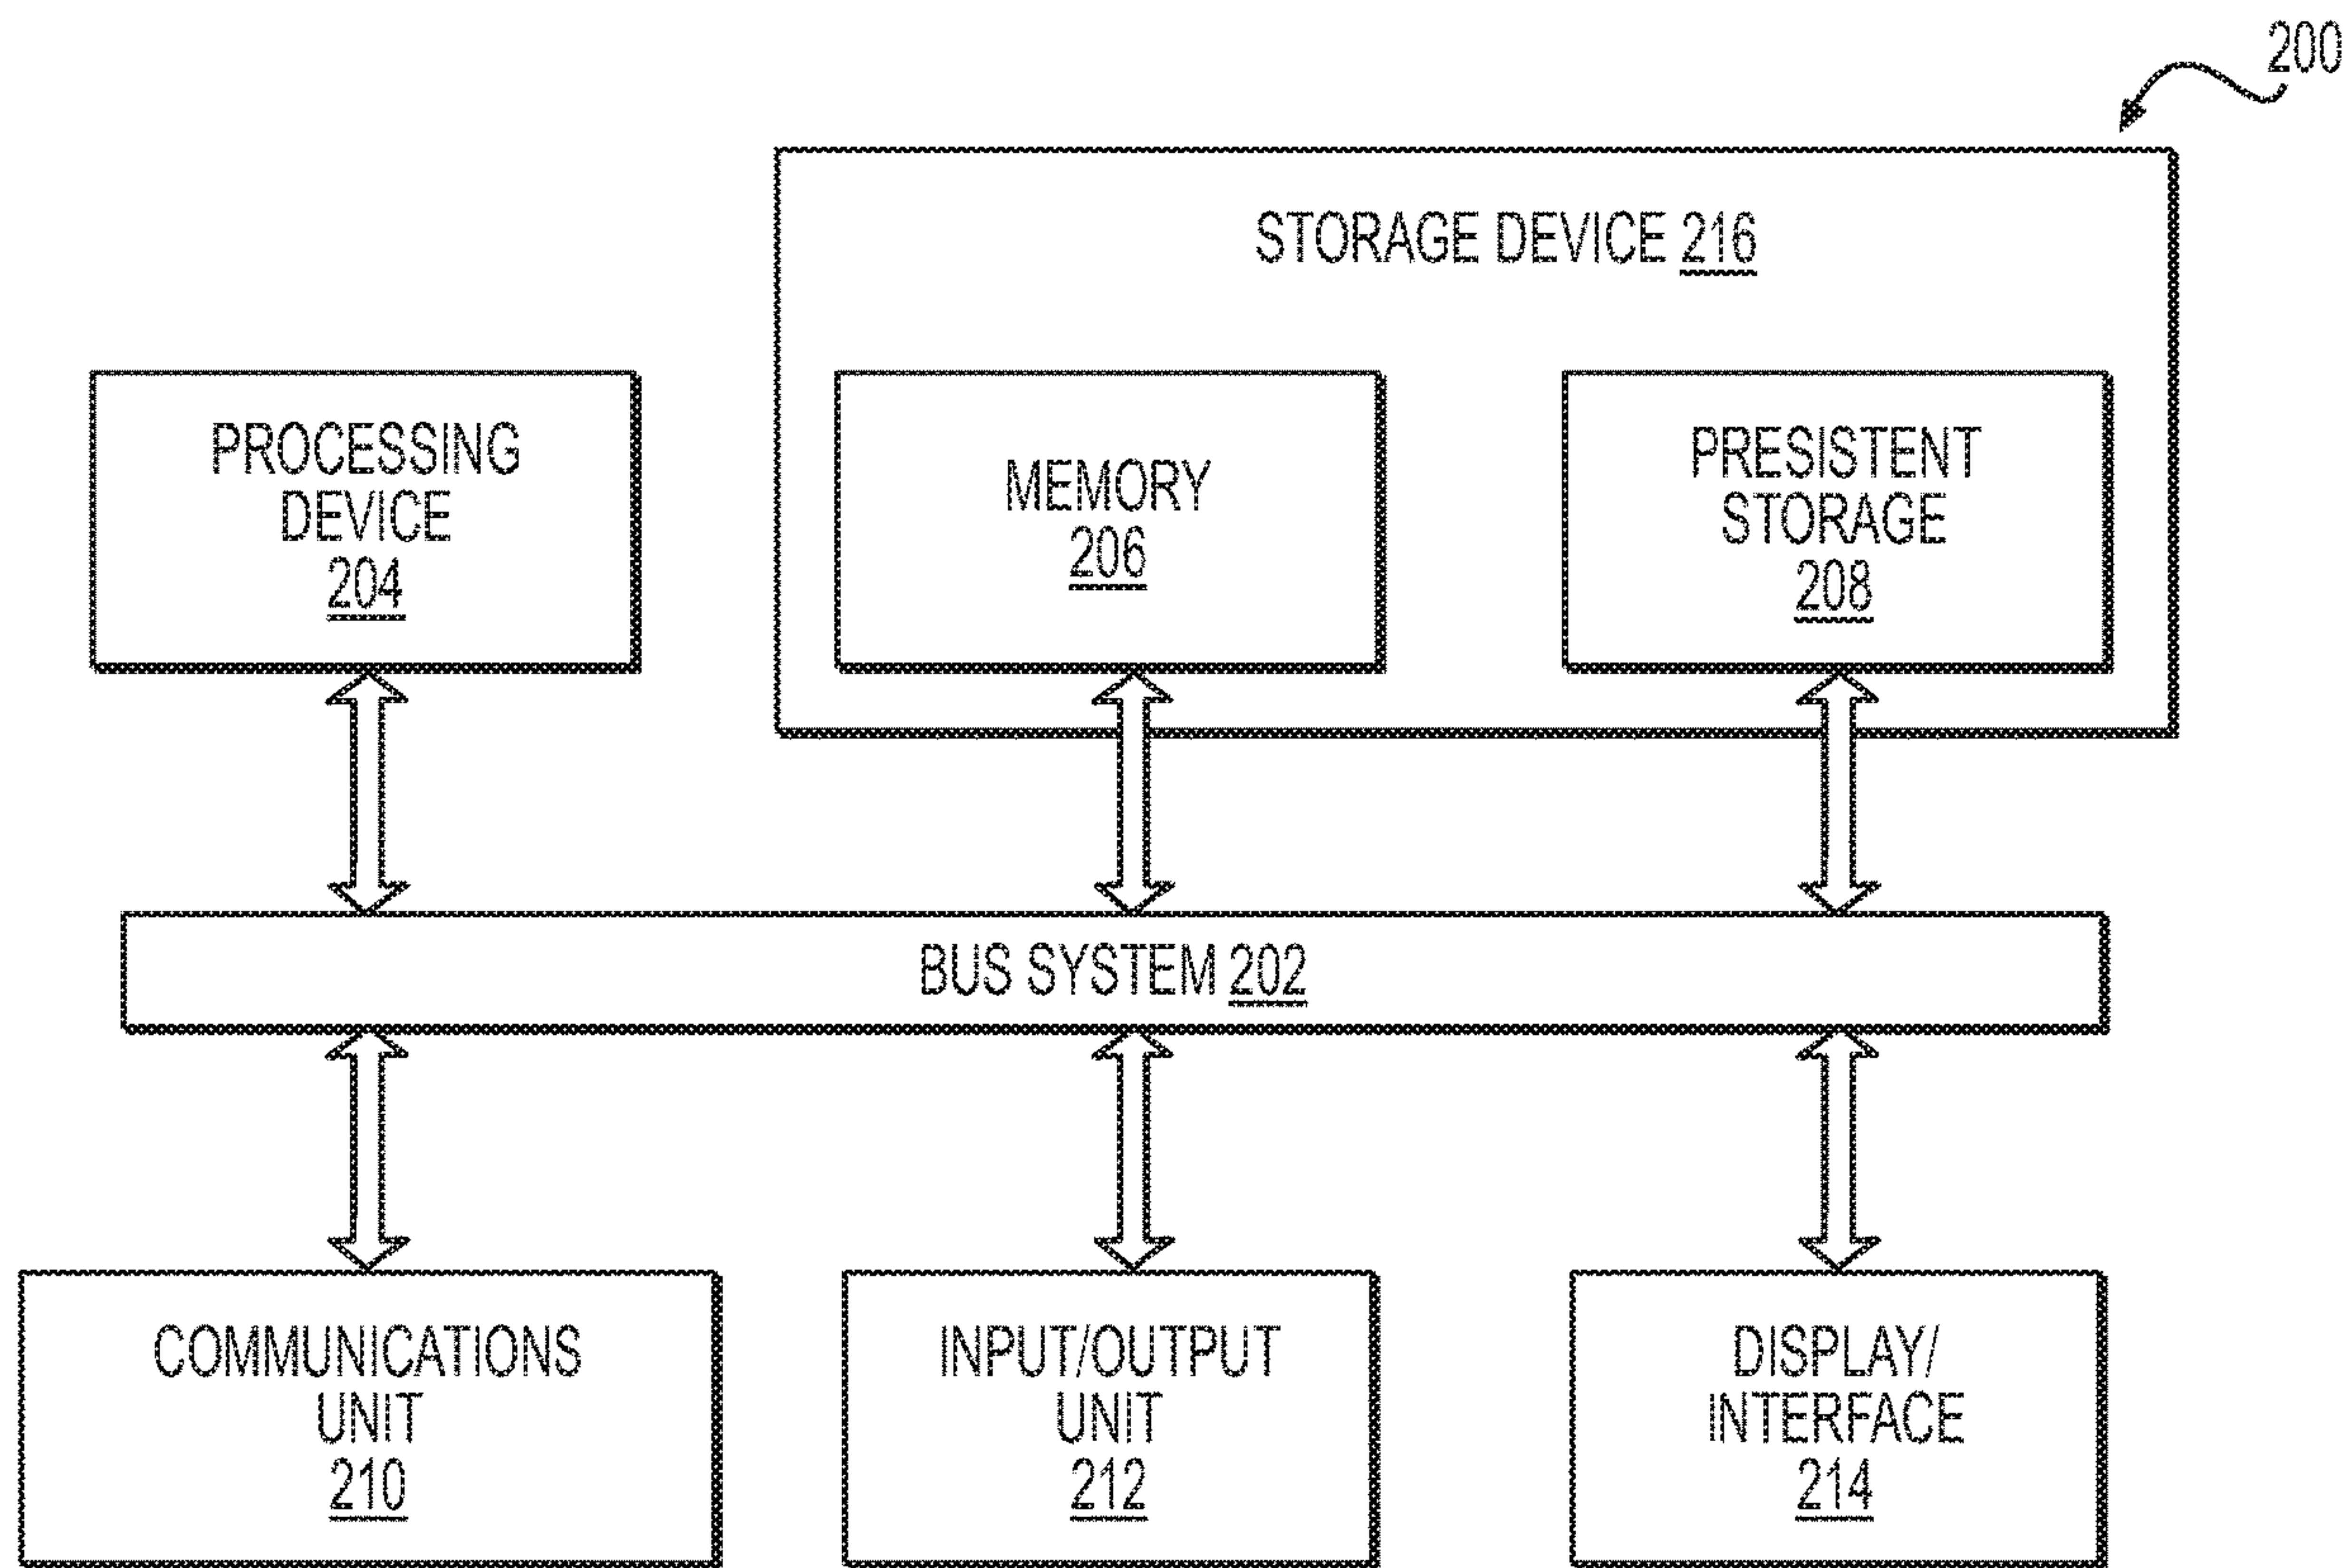 200
STORAGE DEVICE 216
PROCESSING
DEVICE
204
MEMORY
206
PRESISTENT
STORAGE
208
BUS SYSTEM 202
COMMUNICATIONS
UNIT
210
INPUT/OUTPUT
UNIT
212
DISPLAY/
INTERFACE
214